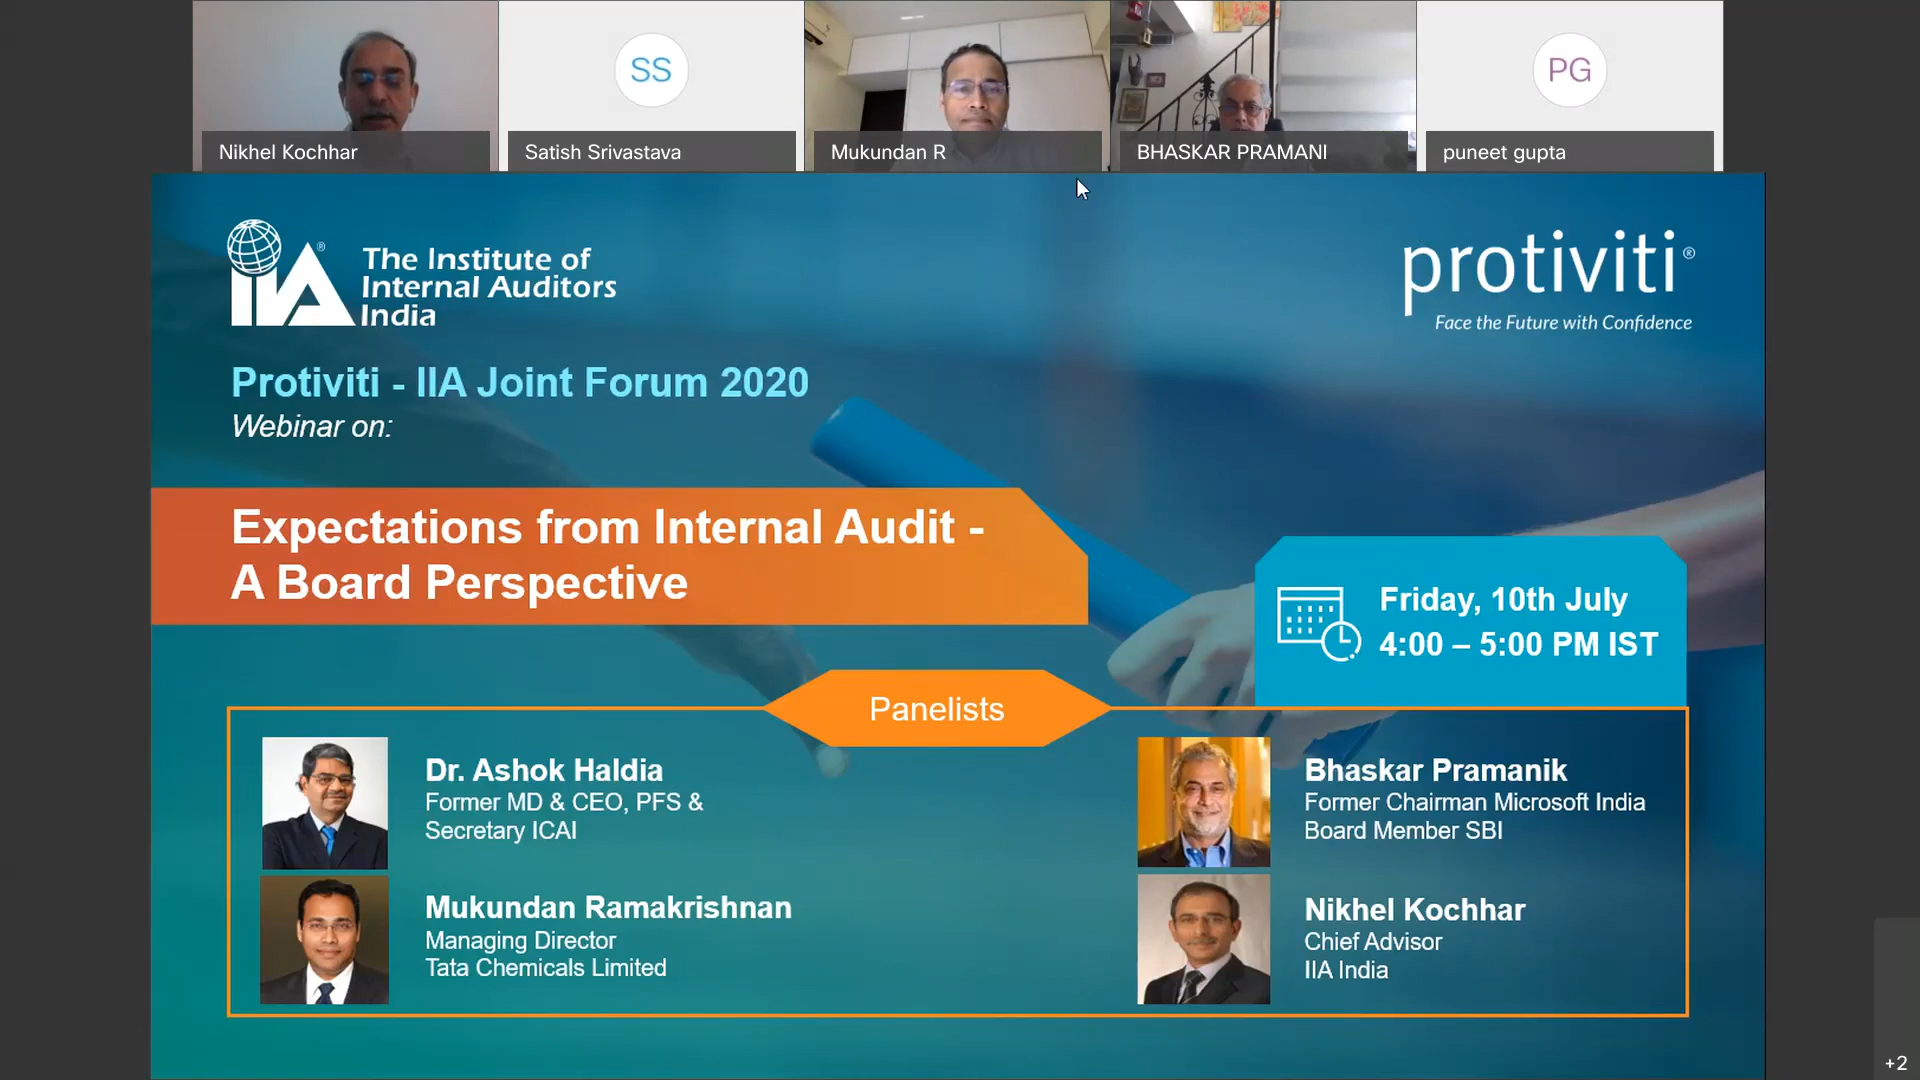 Nikhel Kochhar
SS
Satish Srivastava
Mukundan R
BHASKAR PRAMANI
PG
puneet gupta
IIA®
The Institute of
Internal Auditors
India
protiviti®
Face the Future with Confidence
Protiviti - IIA Joint Forum 2020
Webinar on:
Expectations from Internal Audit -
A Board Perspective
Friday, 10th July
4:00 – 5:00 PM IST
Panelists
Dr. Ashok Haldia
Former MD & CEO, PFS &
Secretary ICAI
Bhaskar Pramanik
Former Chairman Microsoft India
Board Member SBI
Mukundan Ramakrishnan
Managing Director
Tata Chemicals Limited
Nikhel Kochhar
Chief Advisor
IIA India
+2